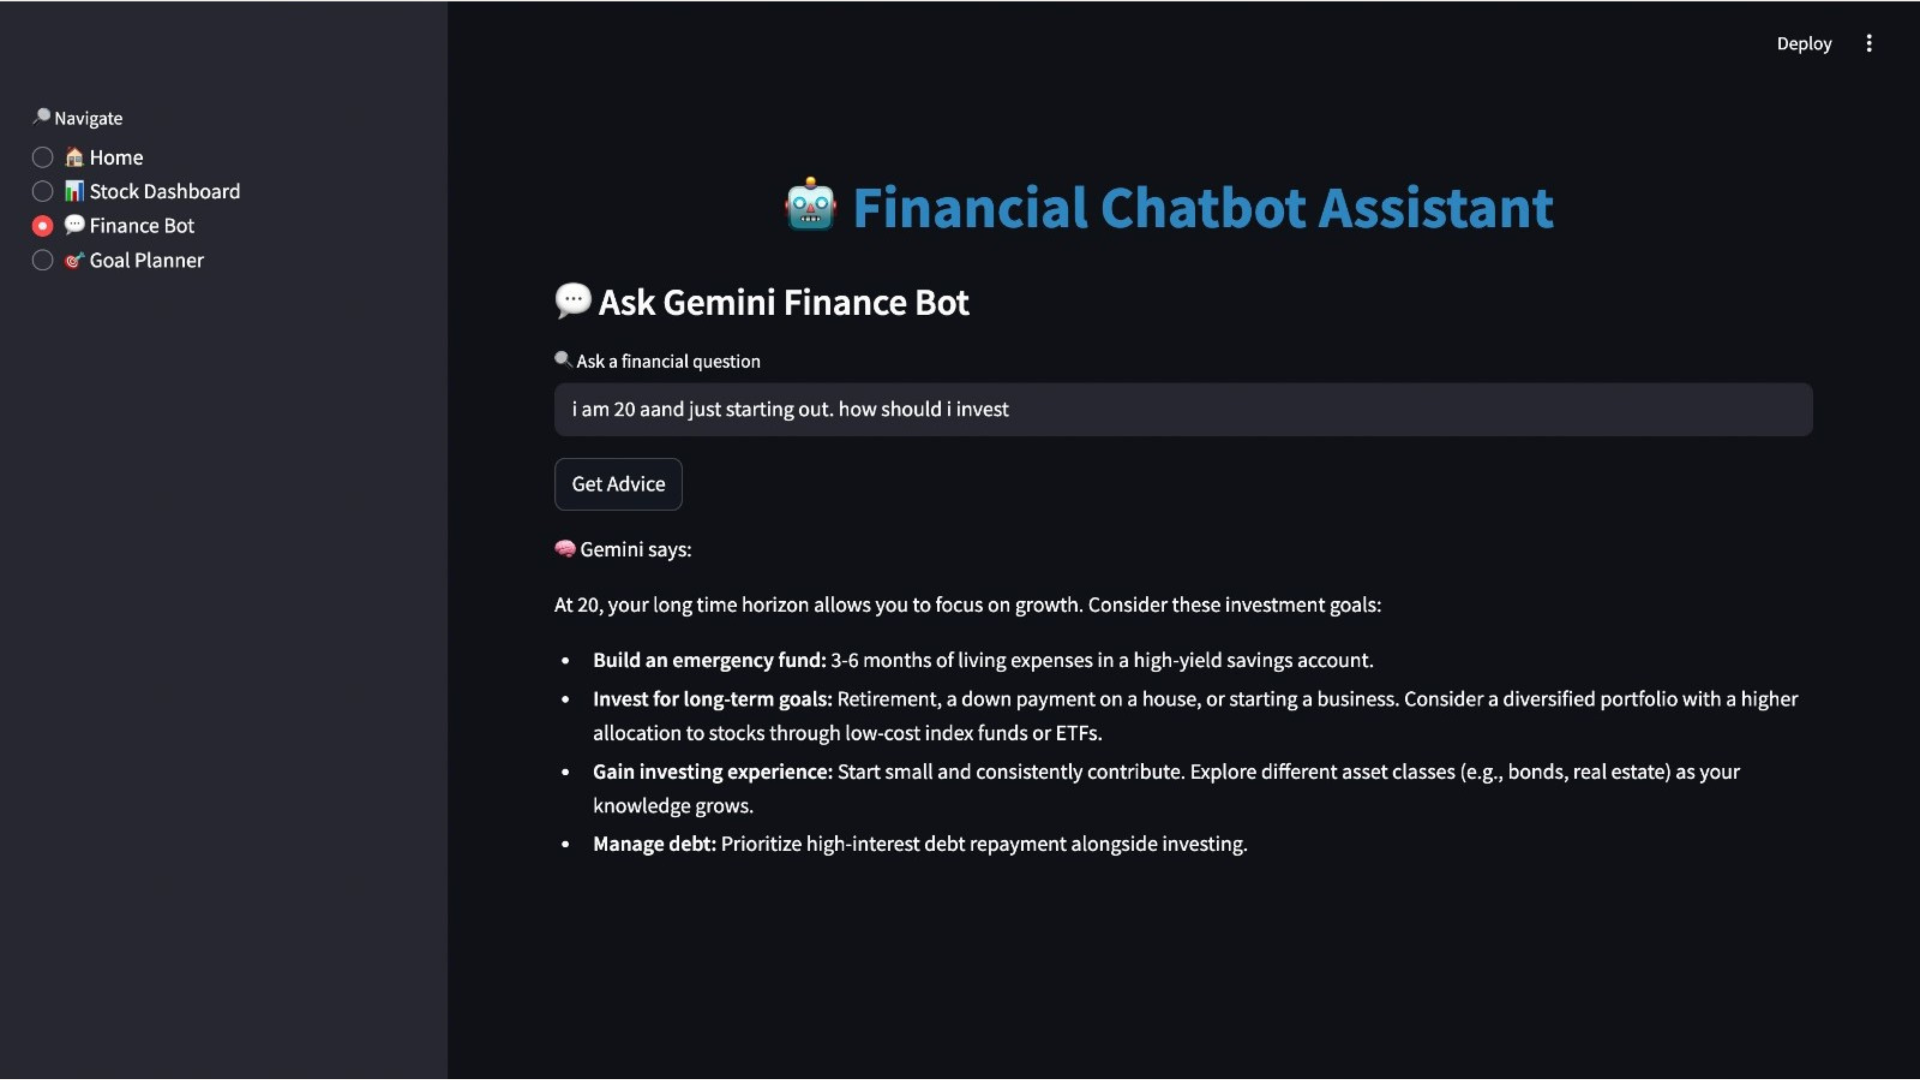 Deploy
Navigate
Home
Stock Dashboard
Finance Bot
Goal Planner
Financial Chatbot Assistant
Ask Gemini Finance Bot
Ask a financial question
i am 20 aand just starting out. how should i invest
Get Advice
Gemini says:
At 20, your long time horizon allows you to focus on growth. Consider these investment goals:
• Build an emergency fund: 3-6 months of living expenses in a high-yield savings account.
• Invest for long-term goals: Retirement, a down payment on a house, or starting a business. Consider a diversified portfolio with a higher
allocation to stocks through low-cost index funds or ETFs.
• Gain investing experience: Start small and consistently contribute. Explore different asset classes (e.g., bonds, real estate) as your
knowledge grows.
• Manage debt: Prioritize high-interest debt repayment alongside investing.